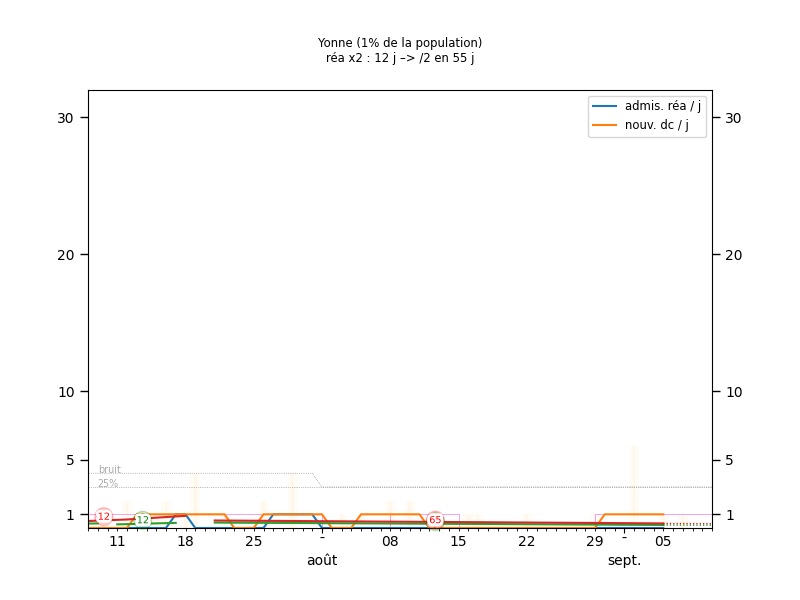 Yonne (1% de la population)
réa x2 : 12 j –> /2 en 55 j
admis. réa / j
nouv. dc / j
30 30
20 20
10 10
5 5
bruit
25%
1 12 12 65 1
11 18 25 - 08 15 22 29 - 05
août sept.